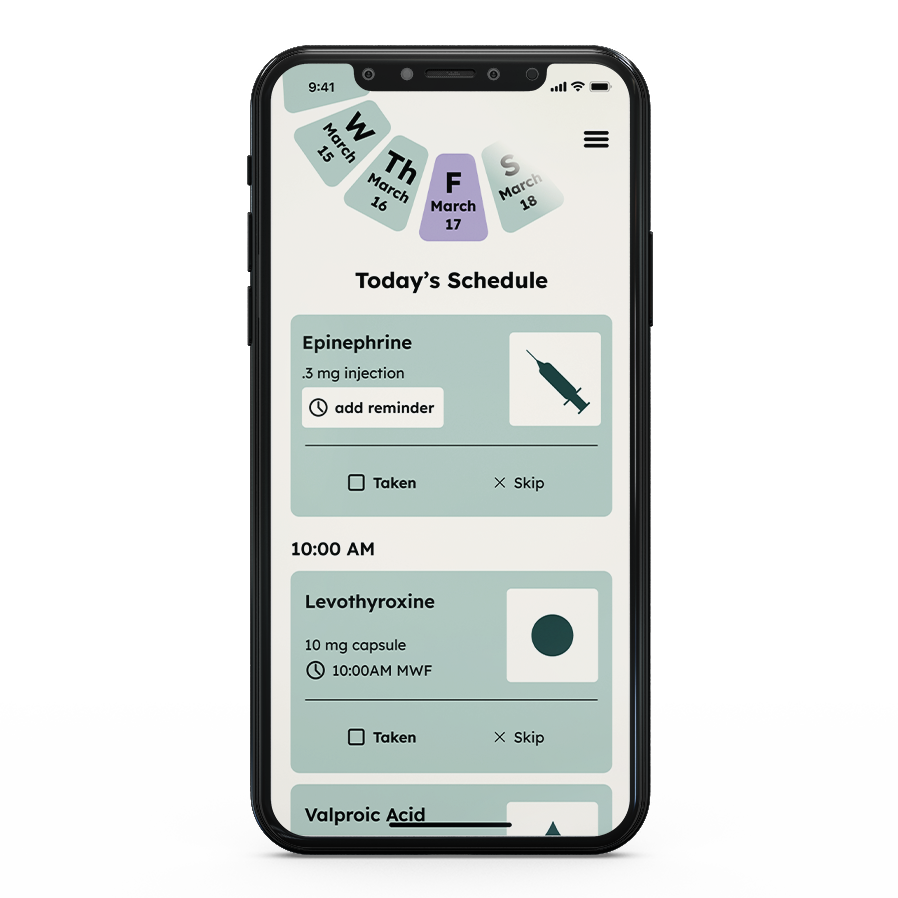 9:41
W
March
15
Th
March
16
F
March
17
S
March
18
Today’s Schedule
Epinephrine
.3 mg injection
add reminder
Taken
Skip
10:00 AM
Levothyroxine
10 mg capsule
10:00AM MWF
Taken
Skip
Valproic Acid